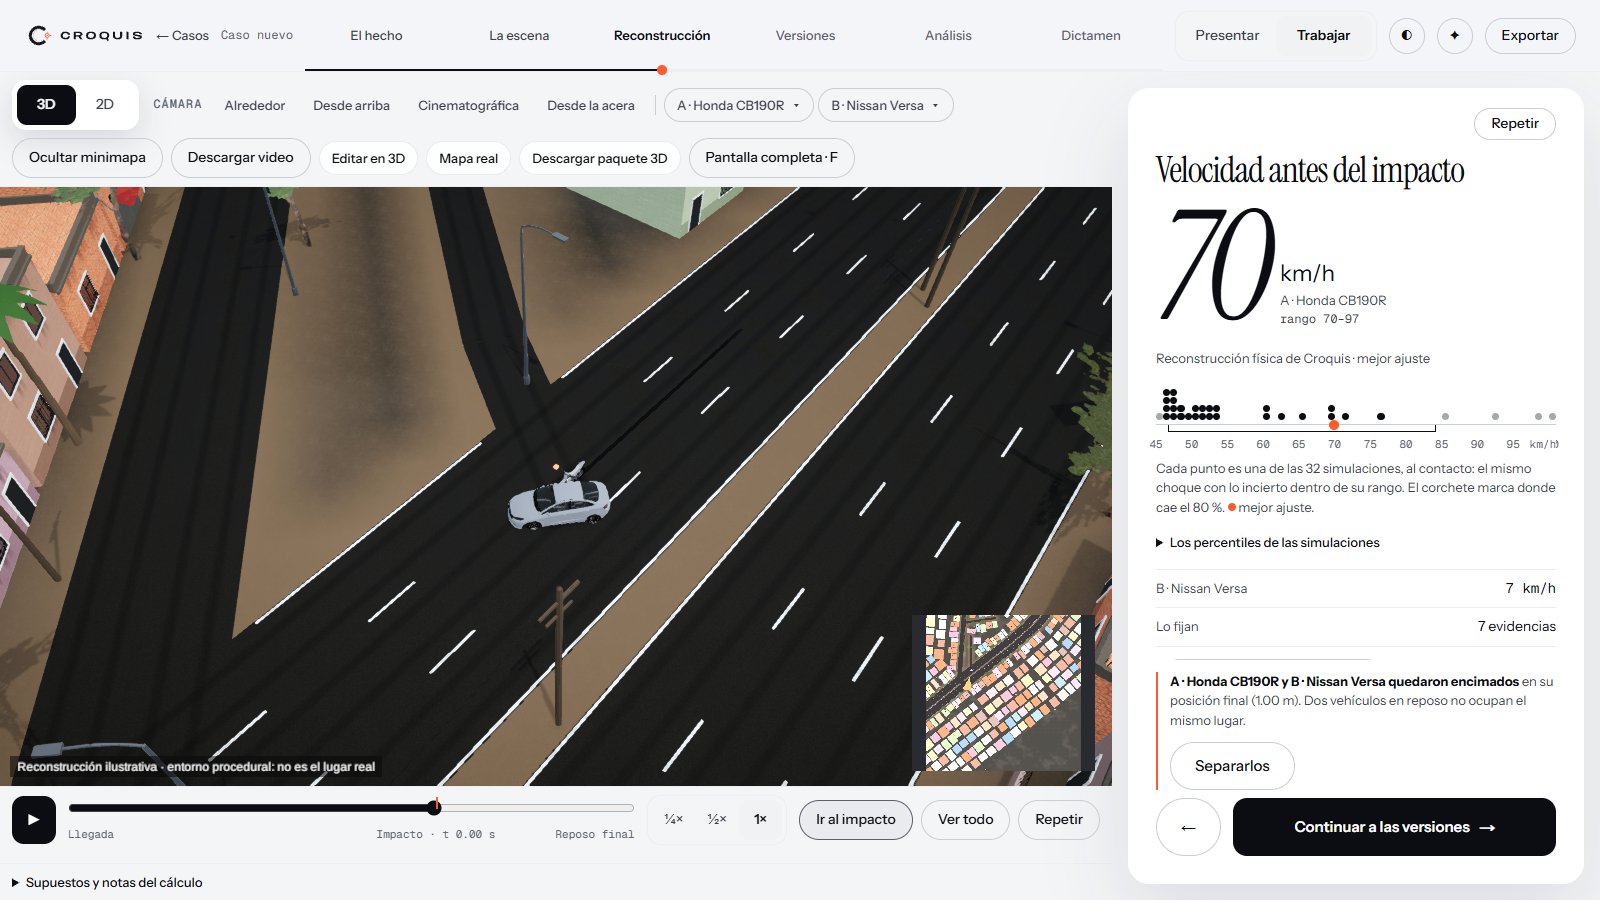 CROQUIS
← Casos
Caso nuevo
El hecho
La escena
Reconstrucción
Versiones
Análisis
Dictamen
Presentar
Trabajar
Exportar
3D
2D
CÁMARA
Alrededor
Desde arriba
Cinematográfica
Desde la acera
A · Honda CB190R
B · Nissan Versa
Ocultar minimapa
Descargar video
Editar en 3D
Mapa real
Descargar paquete 3D
Pantalla completa · F
Reconstrucción ilustrativa - entorno procedural: no es el lugar real
Llegada
Impacto · t 0.00 s
Reposo final
¼×
½×
1×
Ir al impacto
Ver todo
Repetir
▶ Supuestos y notas del cálculo
Repetir
Velocidad antes del impacto
70
km/h
A · Honda CB190R
rango 70–97
Reconstrucción física de Croquis · mejor ajuste
45 50 55 60 65 70 75 80 85 90 95 km/h
Cada punto es una de las 32 simulaciones, al contacto: el mismo
choque con lo incierto dentro de su rango. El corchete marca donde
cae el 80 %. ● mejor ajuste.
▶ Los percentiles de las simulaciones
B · Nissan Versa 7 km/h
Lo fijan 7 evidencias
A · Honda CB190R y B · Nissan Versa quedaron encimados en su
posición final (1.00 m). Dos vehículos en reposo no ocupan el
mismo lugar.
Separarlos
←
Continuar a las versiones →